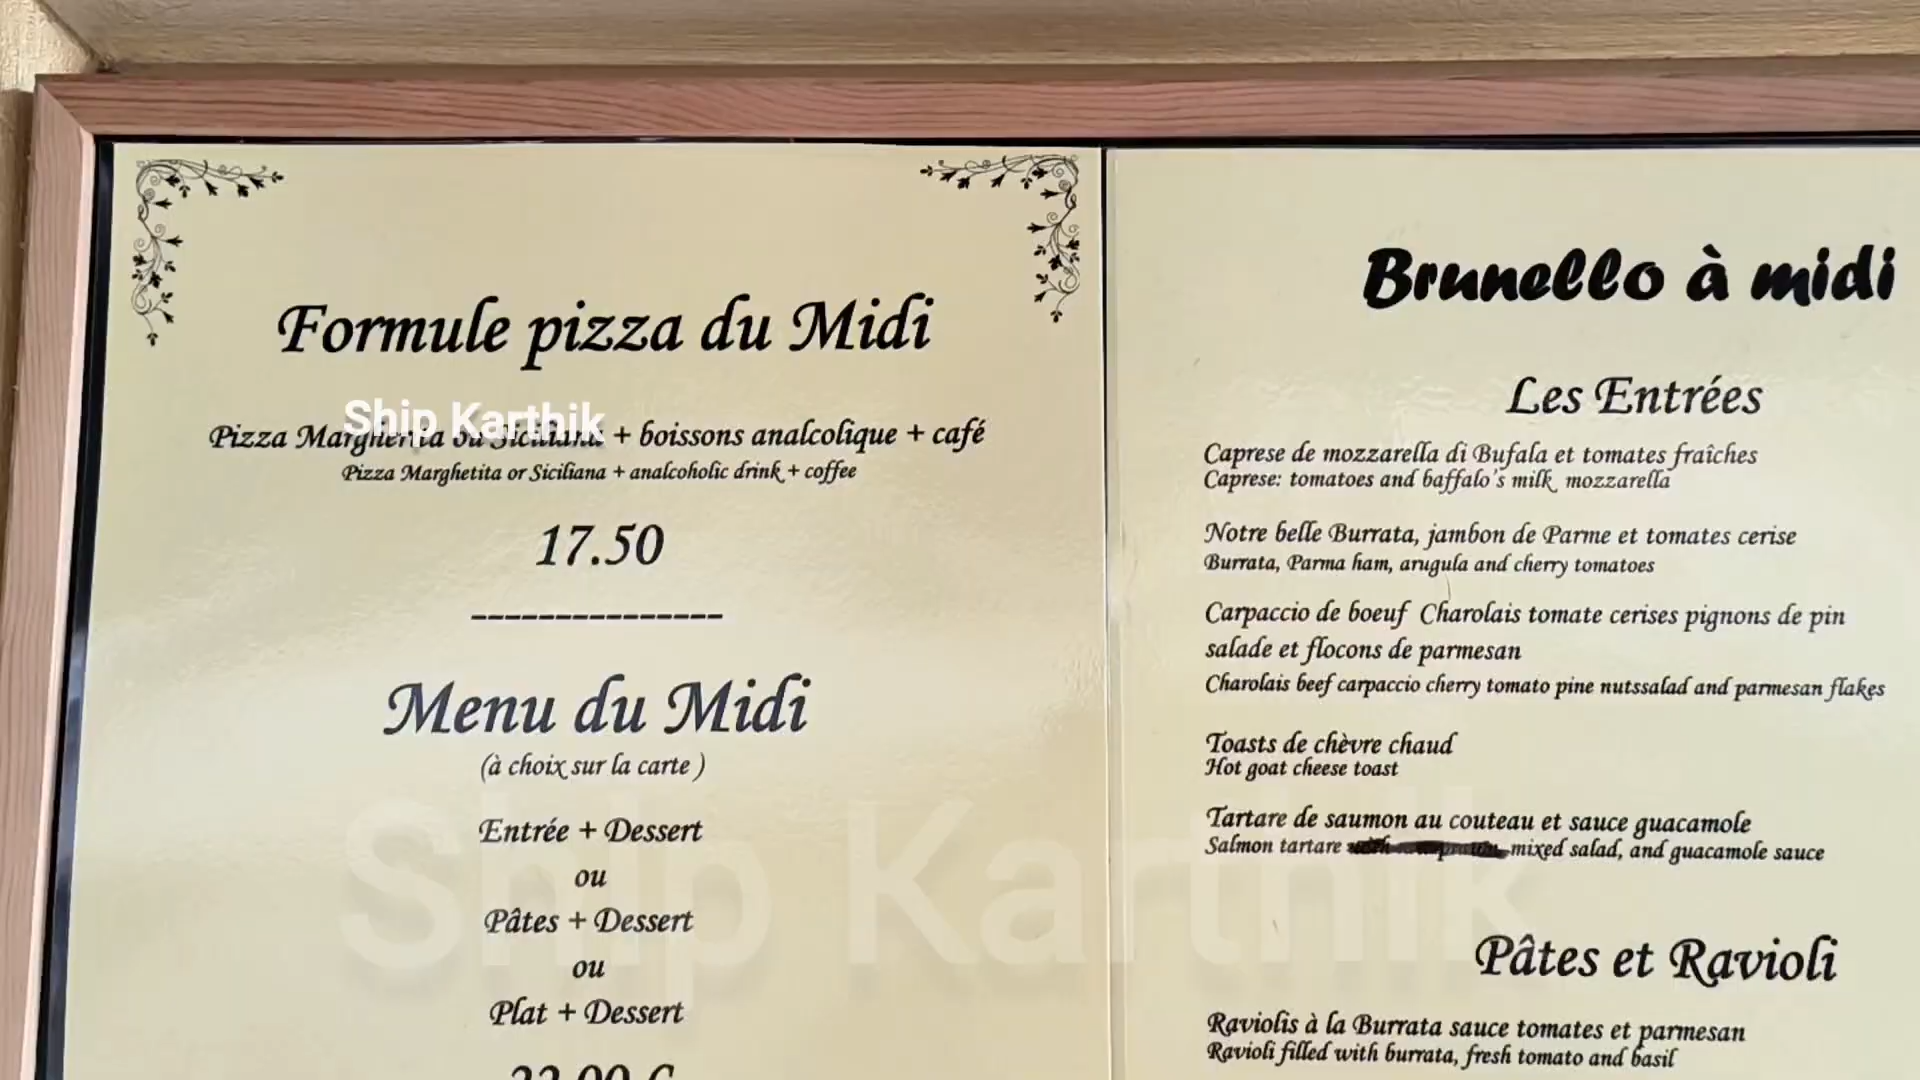 Formule pizza du Midi
Ship Karthik
Pizza Margherita ou Siciliana + boissons analcolique + café
Pizza Marghetita or Siciliana + analcoholic drink + coffee
17.50
---------------
Menu du Midi
(à choix sur la carte )
Entrée + Dessert
ou
Pâtes + Dessert
ou
Plat + Dessert
Brunello à midi
Les Entrées
Caprese de mozzarella di Bufala et tomates fraîches
Caprese: tomatoes and baffalo's milk mozzarella
Notre belle Burrata, jambon de Parme et tomates cerise
Burrata, Parma ham, arugula and cherry tomatoes
Carpaccio de boeuf Charolais tomate cerises pignons de pin
salade et flocons de parmesan
Charolais beef carpaccio cherry tomato pine nutssalad and parmesan flakes
Toasts de chèvre chaud
Hot goat cheese toast
Tartare de saumon au couteau et sauce guacamole
Salmon tartare mixed salad, and guacamole sauce
Pâtes et Ravioli
Raviolis à la Burrata sauce tomates et parmesan
Ravioli filled with burrata, fresh tomato and basil
Ship Karthik